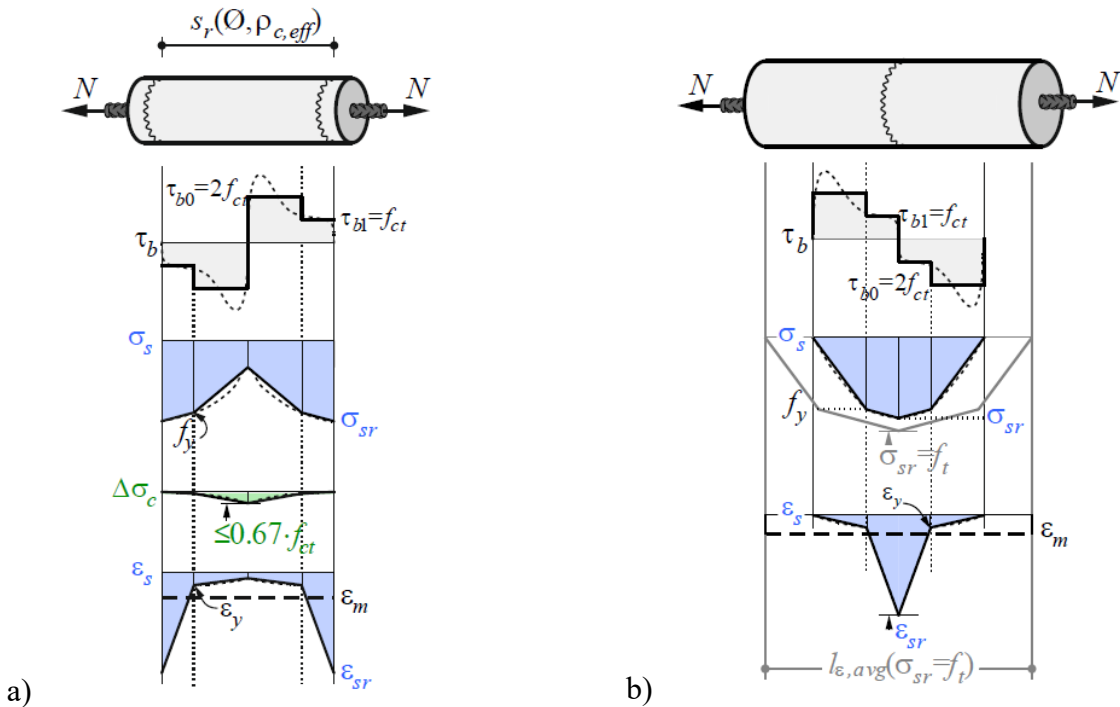 s_r(Ø, ρ_c,eff)
N
N
τ_b0=2f_ct
τ_b1=f_ct
τ_b
σ_s
f_y
σ_sr
Δσ_c
≤0.67·f_ct
ε_s
ε_m
ε_y
ε_sr
a)
N
N
τ_b1=f_ct
τ_b
τ_b0=2f_ct
σ_s
f_y
σ_sr
σ_sr=f_t
ε_y
ε_s
ε_m
ε_sr
l_ε,avg(σ_sr=f_t)
b)